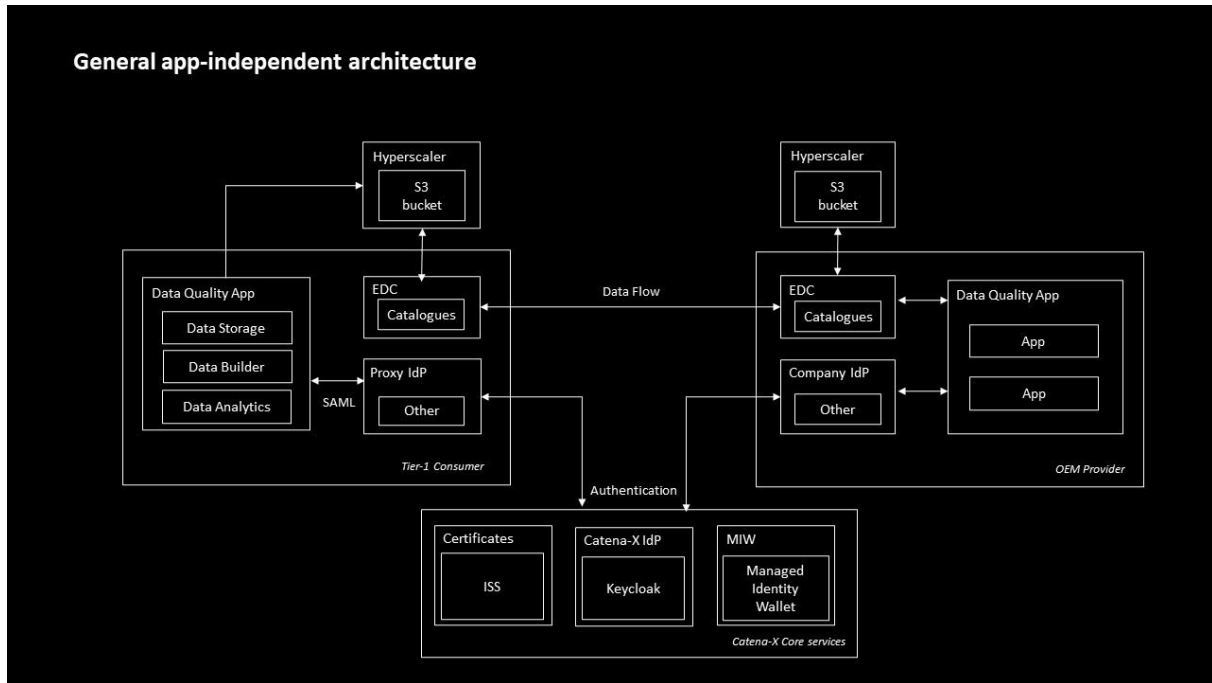 General app-independent architecture
Hyperscaler
S3
bucket
Hyperscaler
S3
bucket
Data Quality App
Data Storage
Data Builder
Data Analytics
EDC
Catalogues
Data Flow
EDC
Catalogues
Data Quality App
App
App
SAML
Proxy IdP
Other
Company IdP
Other
Tier-1 Consumer
OEM Provider
Authentication
Certificates
ISS
Catena-X IdP
Keycloak
MIW
Managed
Identity
Wallet
Catena-X Core services